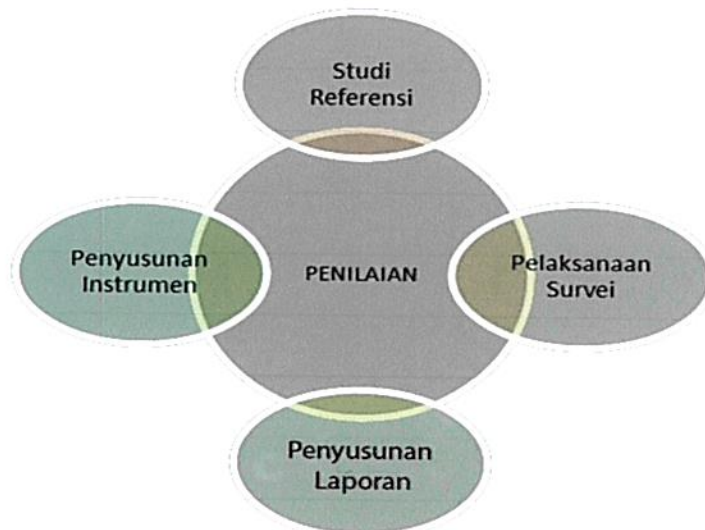 Studi
Referensi
Penyusunan
Instrumen
PENILAIAN
Pelaksanaan
Survei
Penyusunan
Laporan